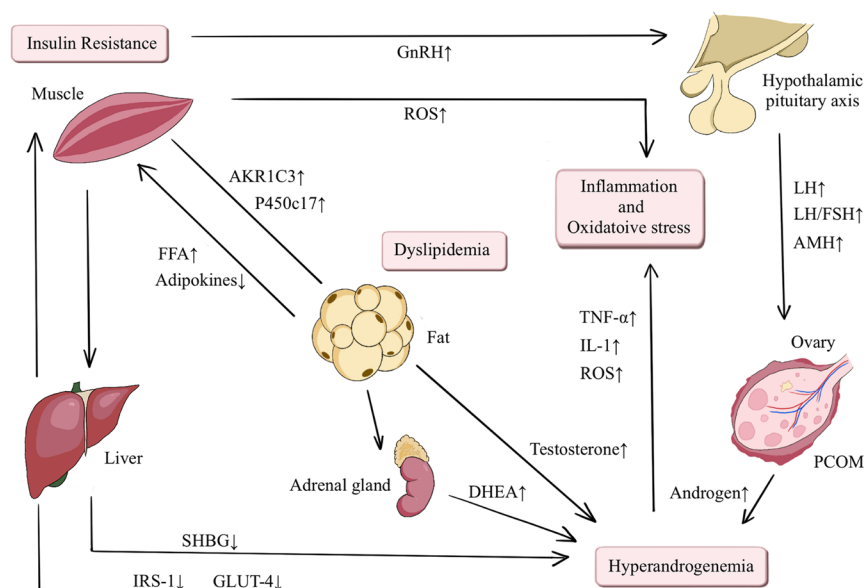 Insulin Resistance
GnRH↑
Hypothalamic
pituitary axis
Muscle
ROS↑
AKR1C3↑
P450c17↑
Inflammation
and
Oxidatoive stress
LH↑
LH/FSH↑
AMH↑
FFA↑
Adipokines↓
Dyslipidemia
Fat
TNF-α↑
IL-1↑
ROS↑
Ovary
PCOM
Liver
Adrenal gland
Testosterone↑
DHEA↑
Androgen↑
SHBG↓
Hyperandrogenemia
IRS-1↓ GLUT-4↓